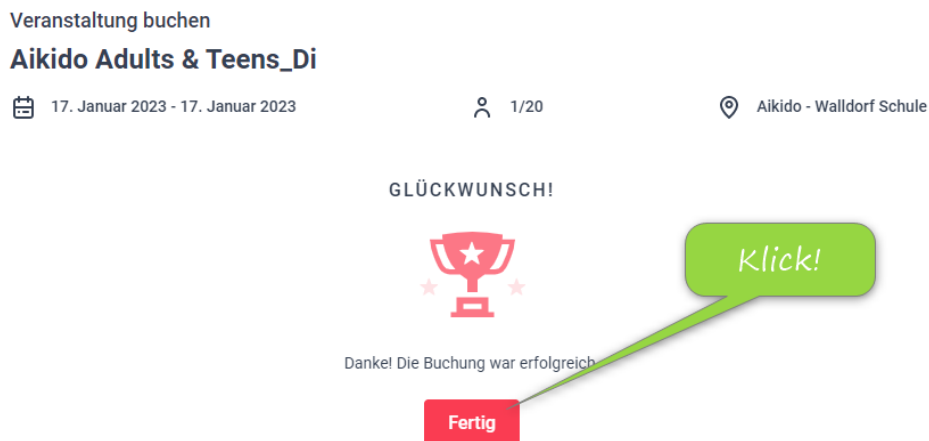 Veranstaltung buchen
Aikido Adults & Teens_Di
17. Januar 2023 - 17. Januar 2023
1/20
Aikido - Walldorf Schule
GLÜCKWUNSCH!
Klick!
Danke! Die Buchung war erfolgreich
Fertig